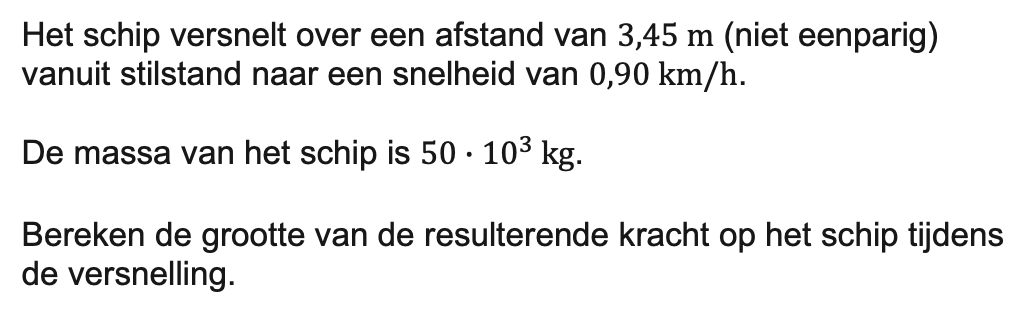 Het schip versnelt over een afstand van 3,45 m (niet eenparig)
vanuit stilstand naar een snelheid van 0,90 km/h.
De massa van het schip is 50 · 10³ kg.
Bereken de grootte van de resulterende kracht op het schip tijdens
de versnelling.